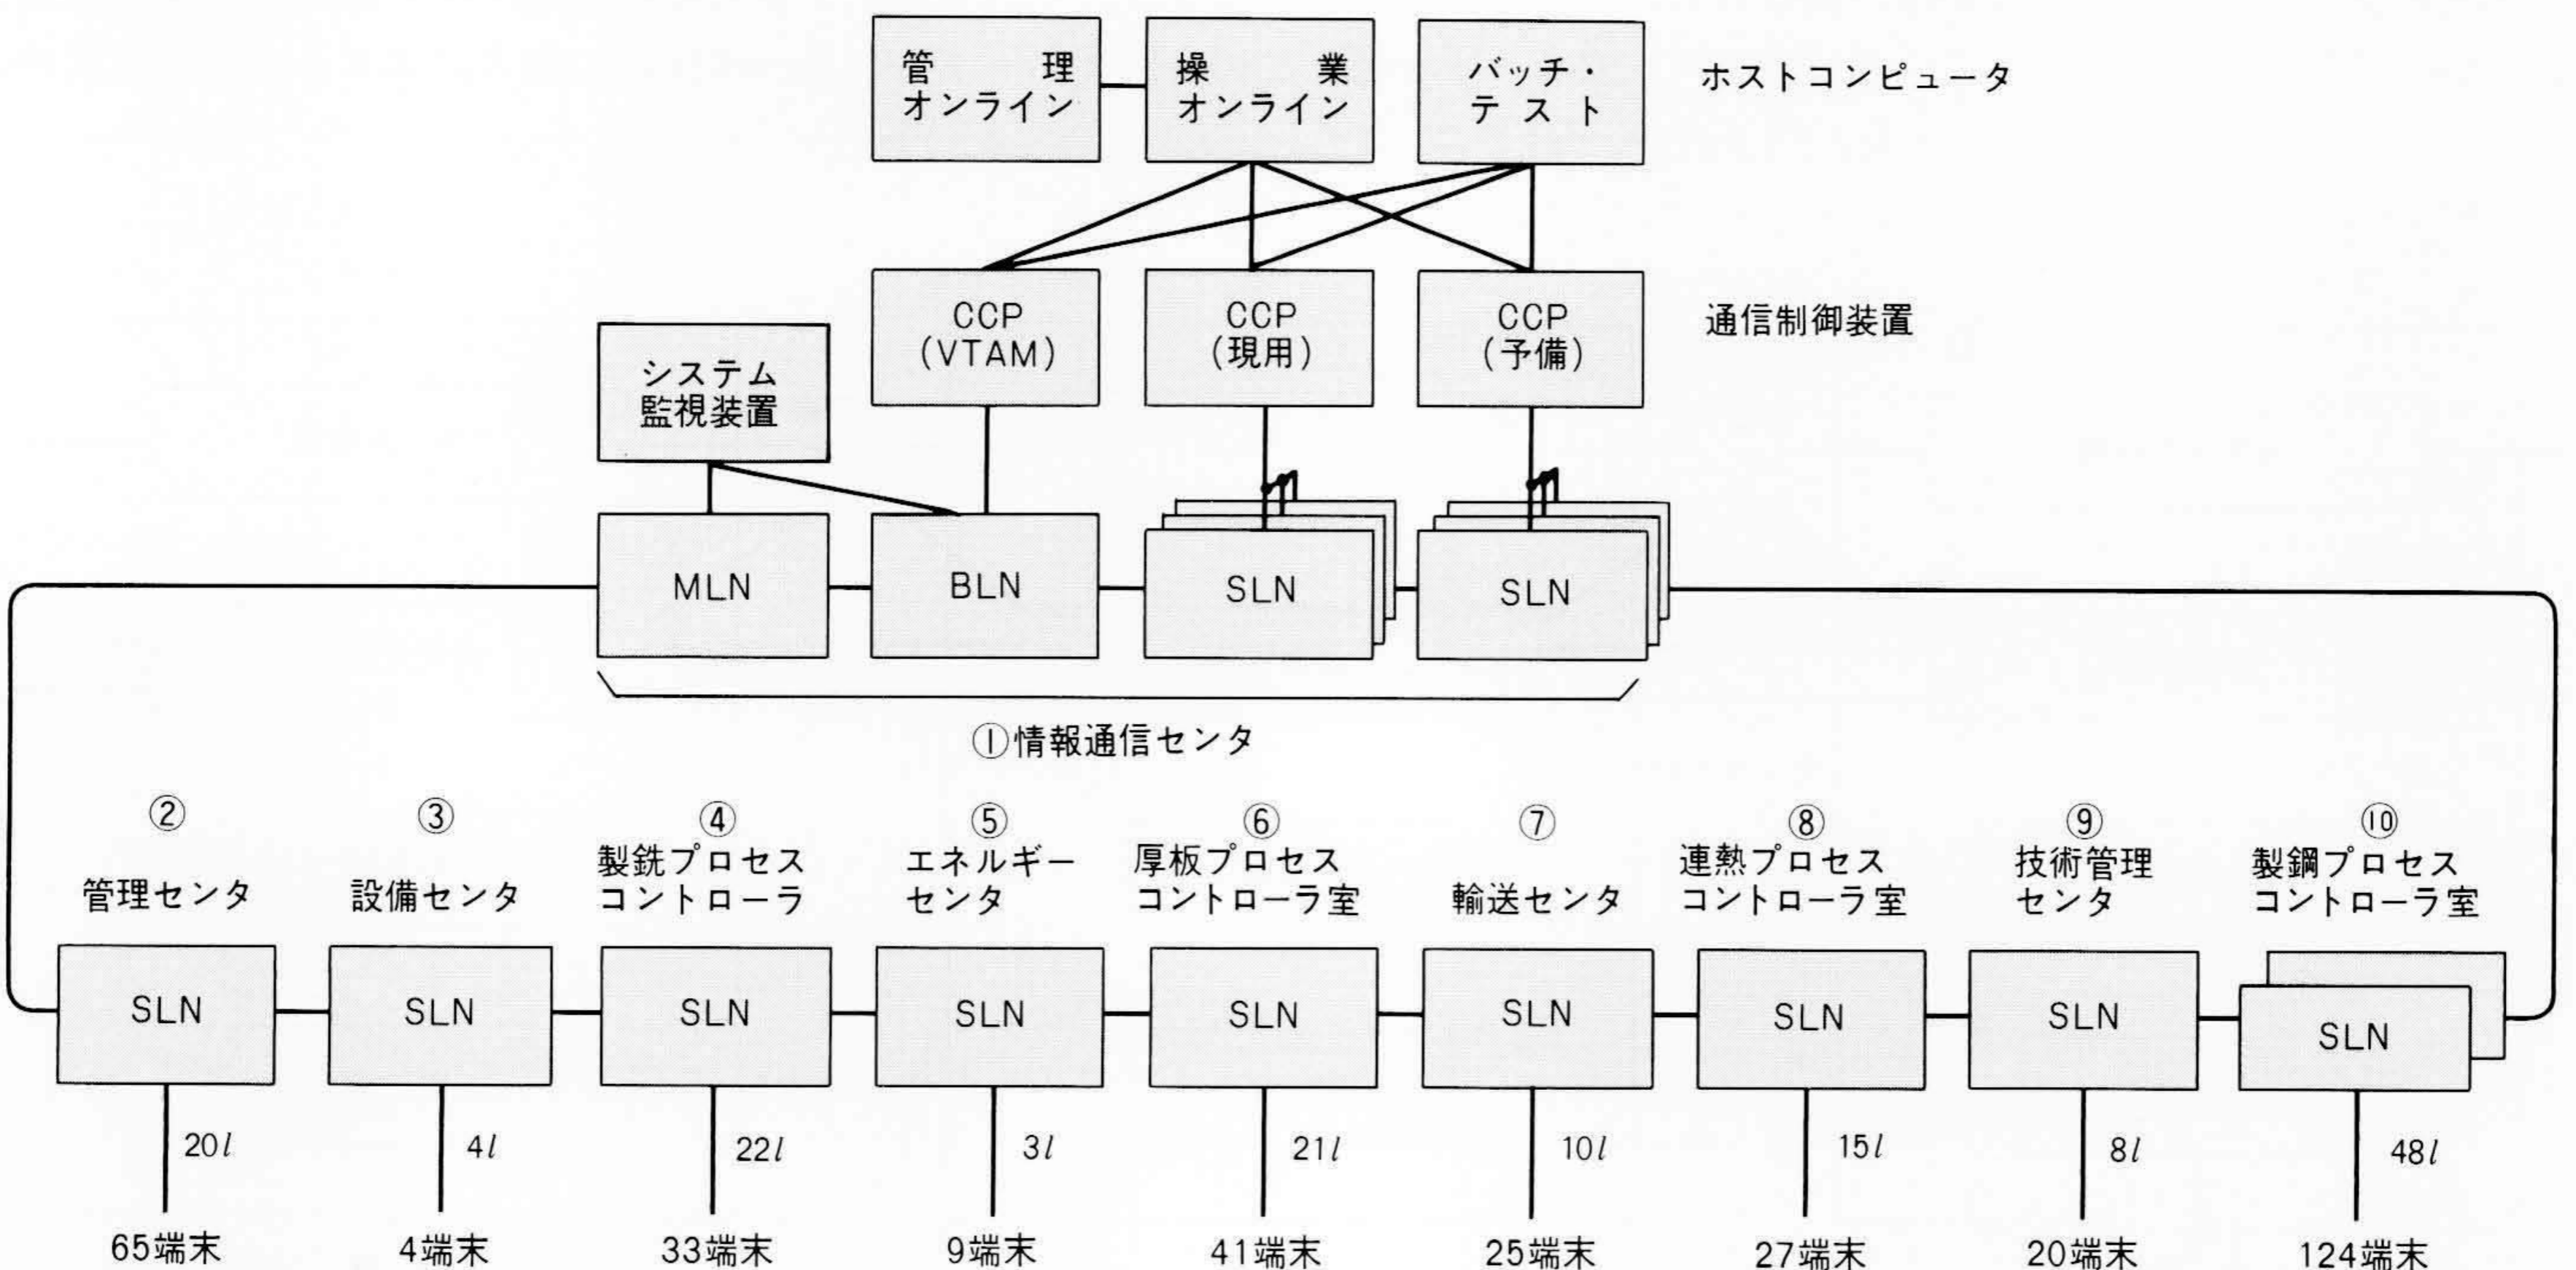 管理
オンライン
操業
オンライン
バッチ・
テスト
ホストコンピュータ
CCP
(VTAM)
CCP
(現用)
CCP
(予備)
通信制御装置
システム
監視装置
MLN
BLN
SLN
SLN
①情報通信センタ
②
管理センタ
③
設備センタ
④
製銑プロセス
コントローラ
⑤
エネルギー
センタ
⑥
厚板プロセス
コントローラ室
⑦
輸送センタ
⑧
連熱プロセス
コントローラ室
⑨
技術管理
センタ
⑩
製鋼プロセス
コントローラ室
SLN
SLN
SLN
SLN
SLN
SLN
SLN
SLN
SLN
20l
4l
22l
3l
21l
10l
15l
8l
48l
65端末
4端末
33端末
9端末
41端末
25端末
27端末
20端末
124端末